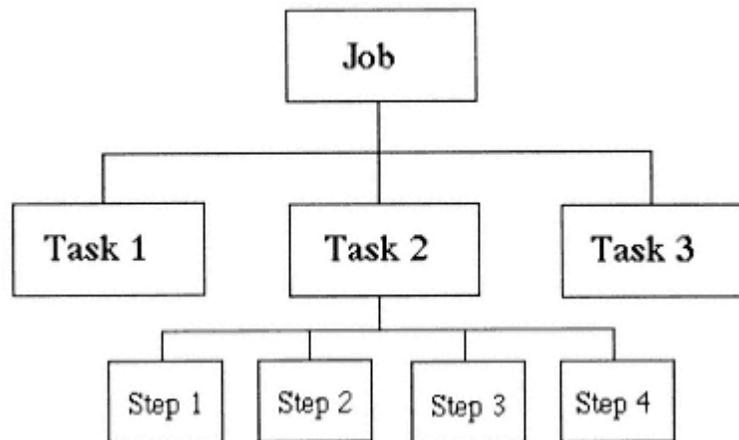 Job
Task 1
Task 2
Task 3
Step 1
Step 2
Step 3
Step 4